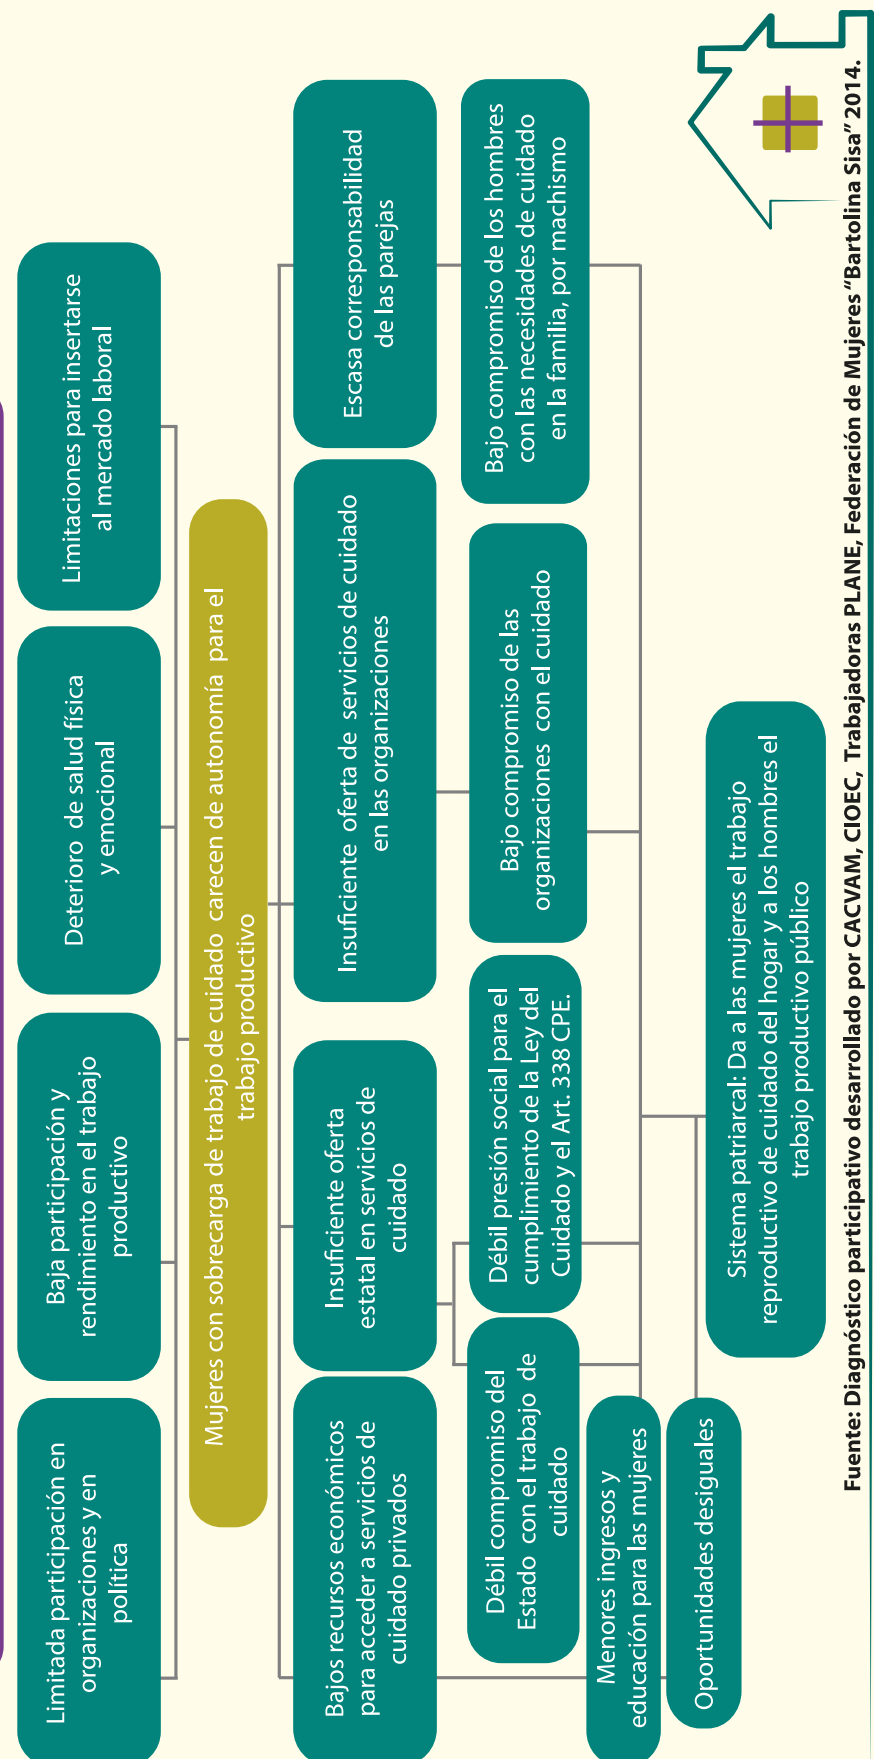 Limitada participación en
organizaciones y en
política
Baja participación y
rendimiento en el trabajo
productivo
Deterioro de salud física
y emocional
Limitaciones para insertarse
al mercado laboral
Mujeres con sobrecarga de trabajo de cuidado carecen de autonomía para el
trabajo productivo
Bajos recursos económicos
para acceder a servicios de
cuidado privados
Insuficiente oferta
estatal en servicios de
cuidado
Insuficiente oferta de servicios de cuidado
en las organizaciones
Escasa corresponsabilidad
de las parejas
Débil compromiso del
Estado con el trabajo de
cuidado
Débil presión social para el
cumplimiento de la Ley del
Cuidado y el Art. 338 CPE.
Bajo compromiso de las
organizaciones con el cuidado
Bajo compromiso de los hombres
con las necesidades de cuidado
en la familia, por machismo
Menores ingresos y
educación para las mujeres
Oportunidades desiguales
Sistema patriarcal: Da a las mujeres el trabajo
reproductivo de cuidado del hogar y a los hombres el
trabajo productivo público
Fuente: Diagnóstico participativo desarrollado por CACVAM, CIOEC, Trabajadoras PLANE, Federación de Mujeres “Bartolina Sisa” 2014.